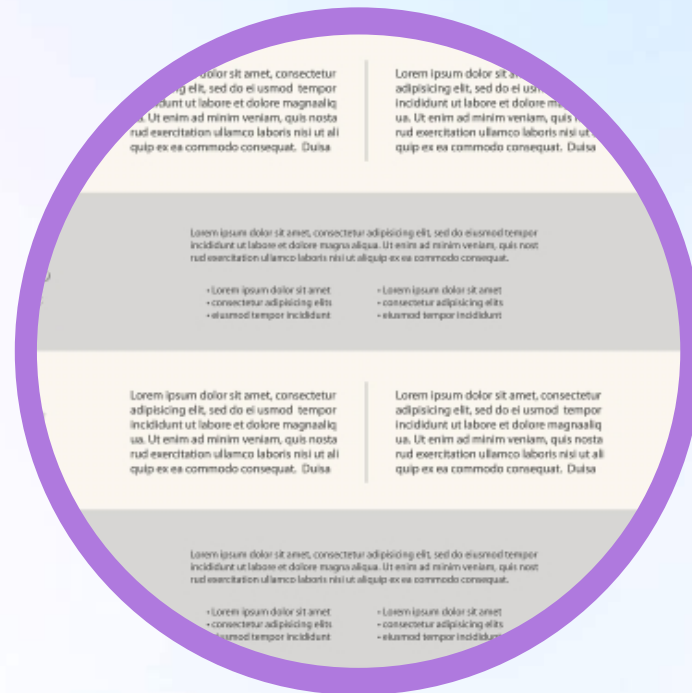 dolor sit amet, consectetur
elit, sed do ei usmod tempor
ut labore et dolore magnaaliq
Ut enim ad minim veniam, quis nosta
rud exercitation ullamco laboris nisi ut ali
quip ex ea commodo consequat. Duisa
Lorem ipsum dolor sit
adipisicing elit, sed do ei
incididunt ut labore et dolore
ua. Ut enim ad minim veniam, quis
rud exercitation ullamco laboris nisi ut
quip ex ea commodo consequat. Duisa
Lorem ipsum dolor sit amet, consectetur adipisicing elit, sed do eiusmod tempor
incididunt ut labore et dolore magna aliqua. Ut enim ad minim veniam, quis nost
rud exercitation ullamco laboris nisi ut aliquip ex ea commodo consequat.
• Lorem ipsum dolor sit amet
• consectetur adipisicing elits
• eiusmod tempor incididunt
• Lorem ipsum dolor sit amet
• consectetur adipisicing elits
• eiusmod tempor incididunt
Lorem ipsum dolor sit amet, consectetur
adipisicing elit, sed do ei usmod tempor
incididunt ut labore et dolore magnaaliq
ua. Ut enim ad minim veniam, quis nosta
rud exercitation ullamco laboris nisi ut ali
quip ex ea commodo consequat. Duisa
Lorem ipsum dolor sit amet, consectetur
adipisicing elit, sed do ei usmod tempor
incididunt ut labore et dolore magnaaliq
ua. Ut enim ad minim veniam, quis nosta
rud exercitation ullamco laboris nisi ut ali
quip ex ea commodo consequat. Duisa
Lorem ipsum dolor sit amet, consectetur adipisicing elit, sed do eiusmod tempor
incididunt ut labore et dolore magna aliqua. Ut enim ad minim veniam, quis nost
rud exercitation ullamco laboris nisi ut aliquip ex ea commodo consequat.
• Lorem ipsum dolor sit amet
• consectetur adipisicing elits
tempor incididunt
• Lorem ipsum dolor sit amet
• consectetur adipisicing elits
• eiusmod tempor